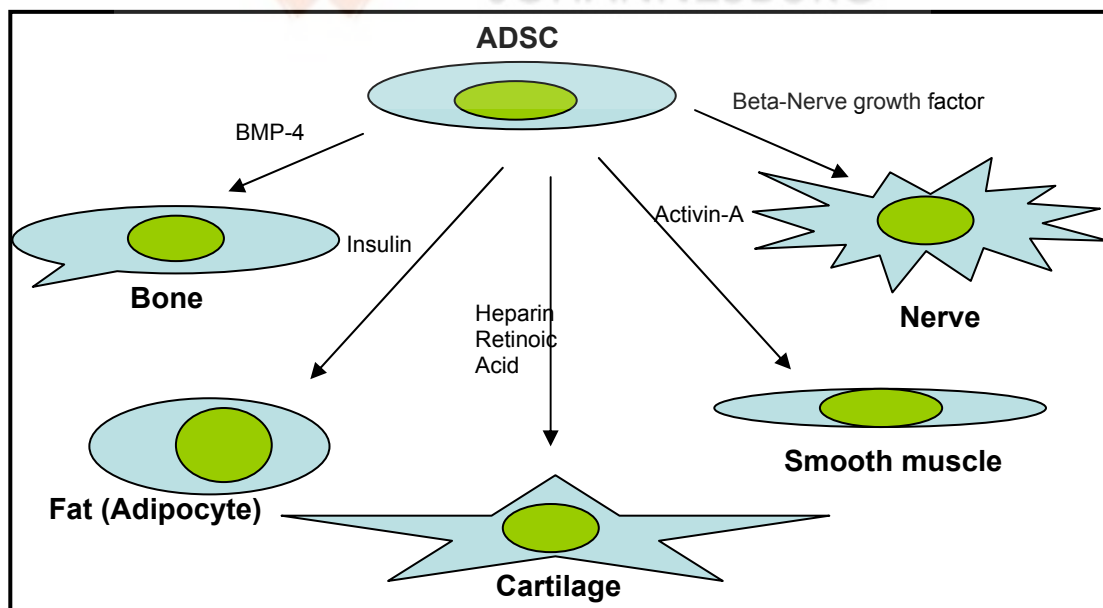 ADSC
Beta-Nerve growth factor
BMP-4
Activin-A
Insulin
Bone
Nerve
Heparin
Retinoic
Acid
Smooth muscle
Fat (Adipocyte)
Cartilage